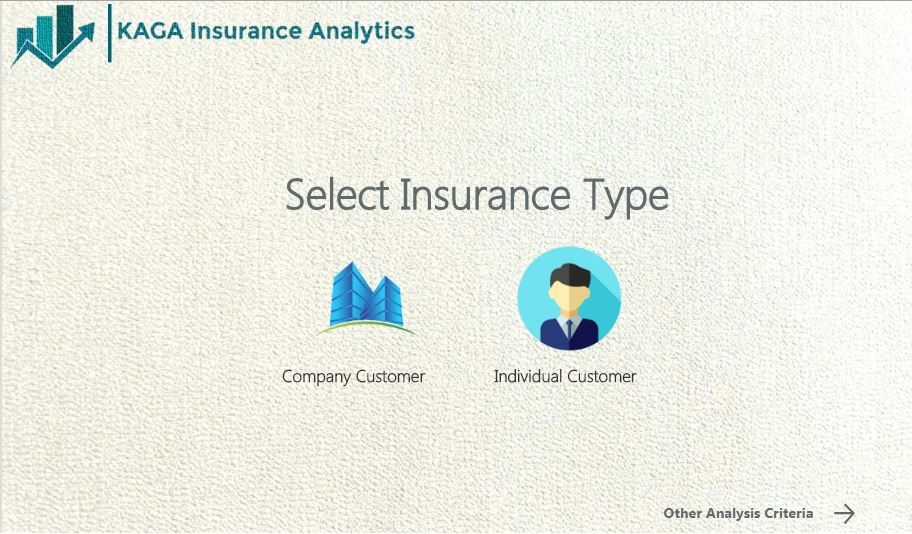 KAGA Insurance Analytics
Select Insurance Type
Company Customer
Individual Customer
Other Analysis Criteria